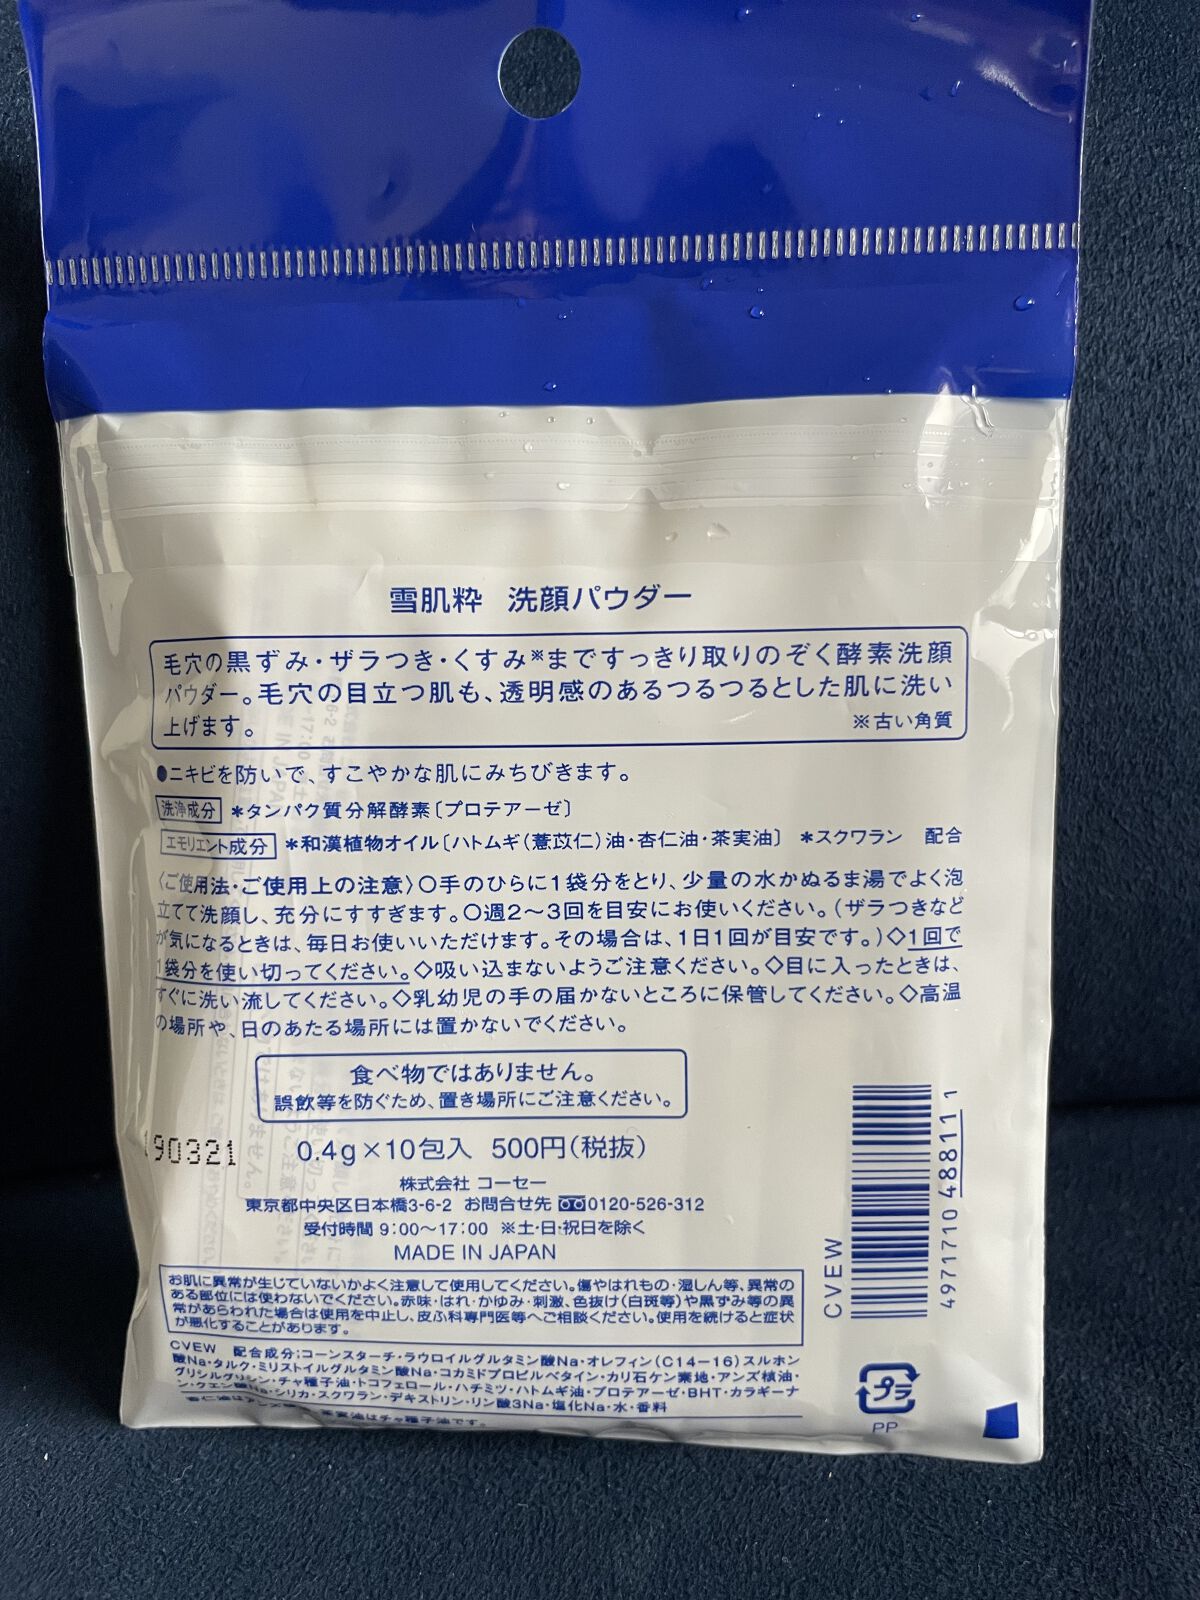 雪肌粋 洗顔パウダー
毛穴の黒ずみ・ザラつき・くすみ※まですっきり取りのぞく酵素洗顔
パウダー。毛穴の目立つ肌も、透明感のあるつるつるとした肌に洗い
上げます。 ※古い角質
●ニキビを防いで、すこやかな肌にみちびきます。
洗浄成分 *タンパク質分解酵素〔プロテアーゼ〕
エモリエント成分 *和漢植物オイル〔ハトムギ(薏苡仁)油・杏仁油・茶実油〕 *スクワラン 配合
〈ご使用法・ご使用上の注意〉○手のひらに1袋分をとり、少量の水かぬるま湯でよく泡
立てて洗顔し、充分にすすぎます。○週2〜3回を目安にお使いください。(ザラつきなど
が気になるときは、毎日お使いいただけます。その場合は、1日1回が目安です。)◇1回で
1袋分を使い切ってください。◇吸い込まないようご注意ください。◇目に入ったときは、
すぐに洗い流してください。◇乳幼児の手の届かないところに保管してください。◇高温
の場所や、日のあたる場所には置かないでください。
食べ物ではありません。
誤飲等を防ぐため、置き場所にご注意ください。
90321
0.4g×10包入 500円(税抜)
株式会社 コーセー
東京都中央区日本橋3-6-2 お問合せ先 0120-526-312
受付時間 9:00〜17:00 ※土・日・祝日を除く
MADE IN JAPAN
CVEW
4971710 488111
お肌に異常が生じていないかよく注意して使用してください。傷やはれもの・湿しん等、異常の
ある部位には使わないでください。赤味・はれ・かゆみ・刺激、色抜け(白斑等)や黒ずみ等の異
常があらわれた場合は使用を中止し、皮ふ科専門医等へご相談ください。使用を続けると症状
が悪化することがあります。
CVEW 配合成分:コーンスターチ・ラウロイルグルタミン酸Na・オレフィン(C14-16)スルホン
酸Na・タルク・ミリストイルグルタミン酸Na・コカミドプロピルベタイン・カリ石ケン素地・アンズ核油・
グリシルグリシン・チャ種子油・トコフェロール・ハチミツ・ハトムギ油・プロテアーゼ・BHT・カラギーナ
ン・クエン酸Na・シリカ・スクワラン・デキストリン・リン酸3Na・塩化Na・水・香料
杏仁油はアンズ核油、茶実油はチャ種子油です。
プラ
PP